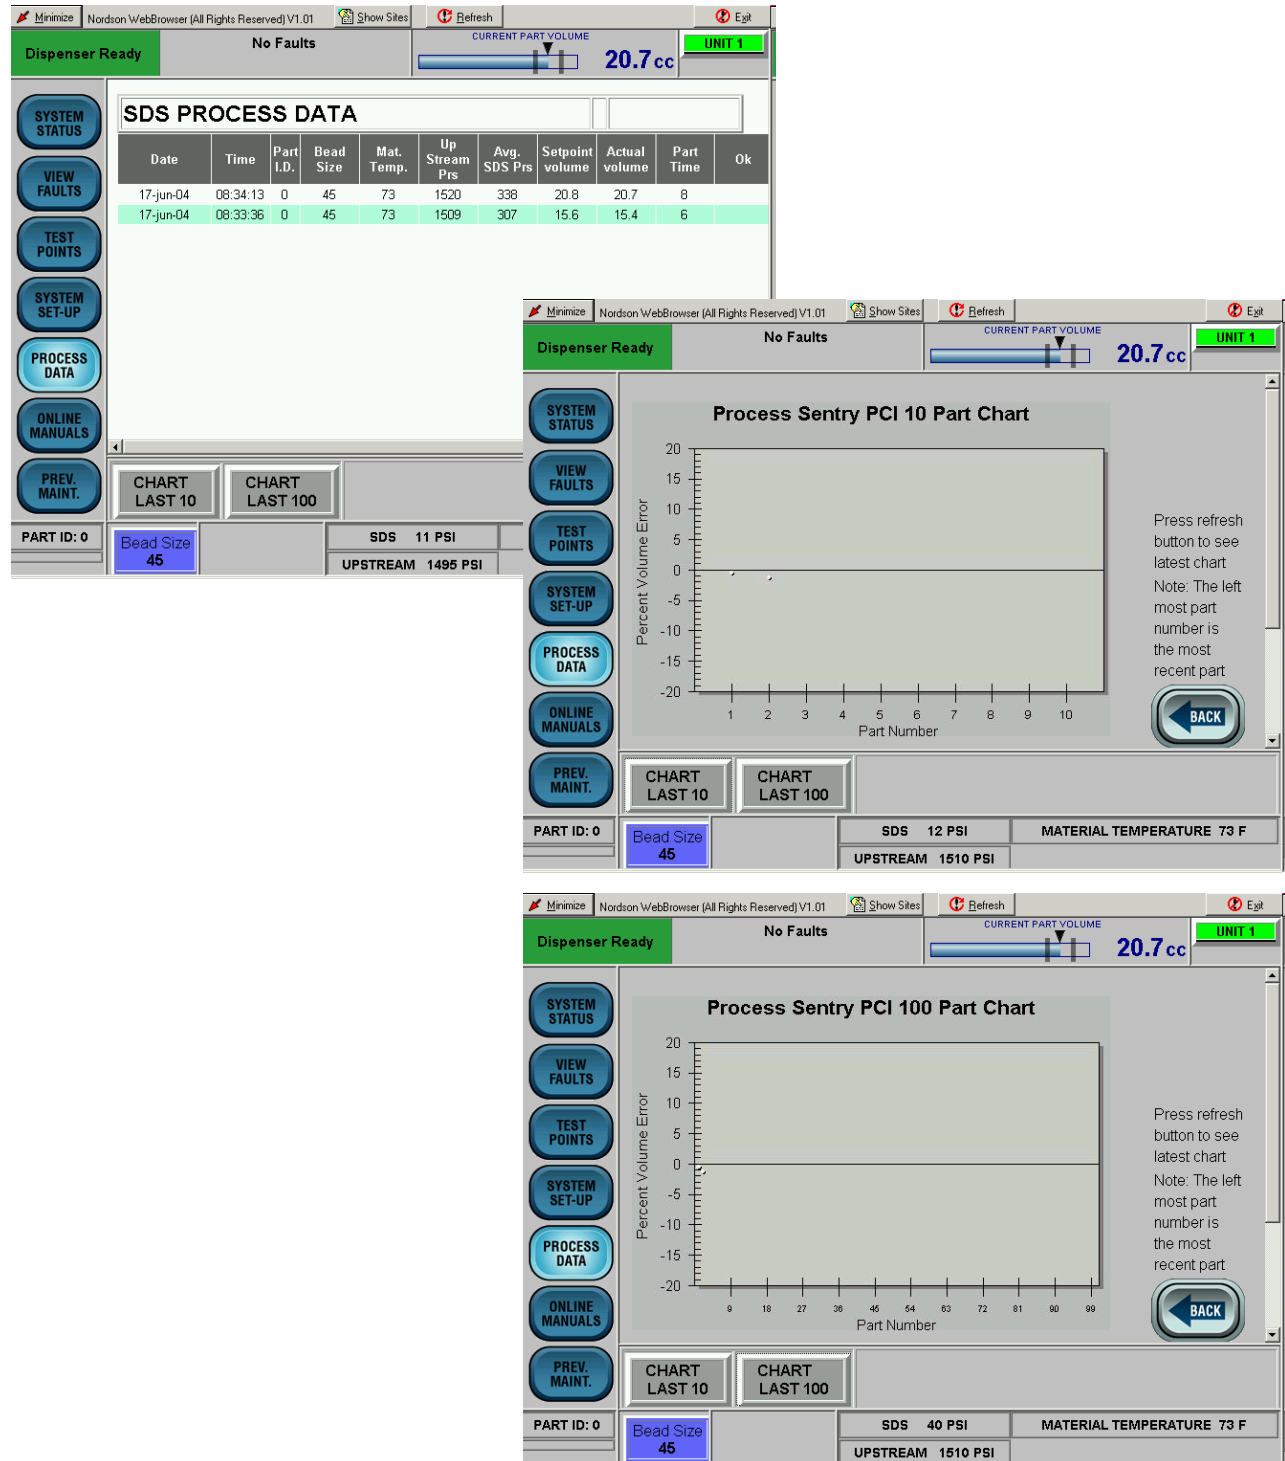 Minimize Nordson WebBrowser (All Rights Reserved) V1.01 Show Sites Refresh Exit
Dispenser Ready No Faults CURRENT PART VOLUME 20.7 cc UNIT 1
SYSTEM STATUS
VIEW FAULTS
TEST POINTS
SYSTEM SET-UP
PROCESS DATA
ONLINE MANUALS
PREV. MAINT.
SDS PROCESS DATA
Date Time Part I.D. Bead Size Mat. Temp. Up Stream Prs Avg. SDS Prs Setpoint volume Actual volume Part Time Ok
17-jun-04 08:34:13 0 45 73 1520 338 20.8 20.7 8
17-jun-04 08:33:36 0 45 73 1509 307 15.6 15.4 6
CHART LAST 10 CHART LAST 100
PART ID: 0 Bead Size 45 SDS 11 PSI
UPSTREAM 1495 PSI
Minimize Nordson WebBrowser (All Rights Reserved) V1.01 Show Sites Refresh Exit
Dispenser Ready No Faults CURRENT PART VOLUME 20.7 cc UNIT 1
SYSTEM STATUS
VIEW FAULTS
TEST POINTS
SYSTEM SET-UP
PROCESS DATA
ONLINE MANUALS
PREV. MAINT.
Process Sentry PCI 10 Part Chart
Percent Volume Error
20
15
10
5
0
-5
-10
-15
-20
1 2 3 4 5 6 7 8 9 10
Part Number
Press refresh
button to see
latest chart
Note: The left
most part
number is
the most
recent part
BACK
CHART LAST 10 CHART LAST 100
PART ID: 0 Bead Size 45 SDS 12 PSI MATERIAL TEMPERATURE 73 F
UPSTREAM 1510 PSI
Minimize Nordson WebBrowser (All Rights Reserved) V1.01 Show Sites Refresh Exit
Dispenser Ready No Faults CURRENT PART VOLUME 20.7 cc UNIT 1
SYSTEM STATUS
VIEW FAULTS
TEST POINTS
SYSTEM SET-UP
PROCESS DATA
ONLINE MANUALS
PREV. MAINT.
Process Sentry PCI 100 Part Chart
Percent Volume Error
20
15
10
5
0
-5
-10
-15
-20
9 18 27 36 45 54 63 72 81 90 99
Part Number
Press refresh
button to see
latest chart
Note: The left
most part
number is
the most
recent part
BACK
CHART LAST 10 CHART LAST 100
PART ID: 0 Bead Size 45 SDS 40 PSI MATERIAL TEMPERATURE 73 F
UPSTREAM 1510 PSI